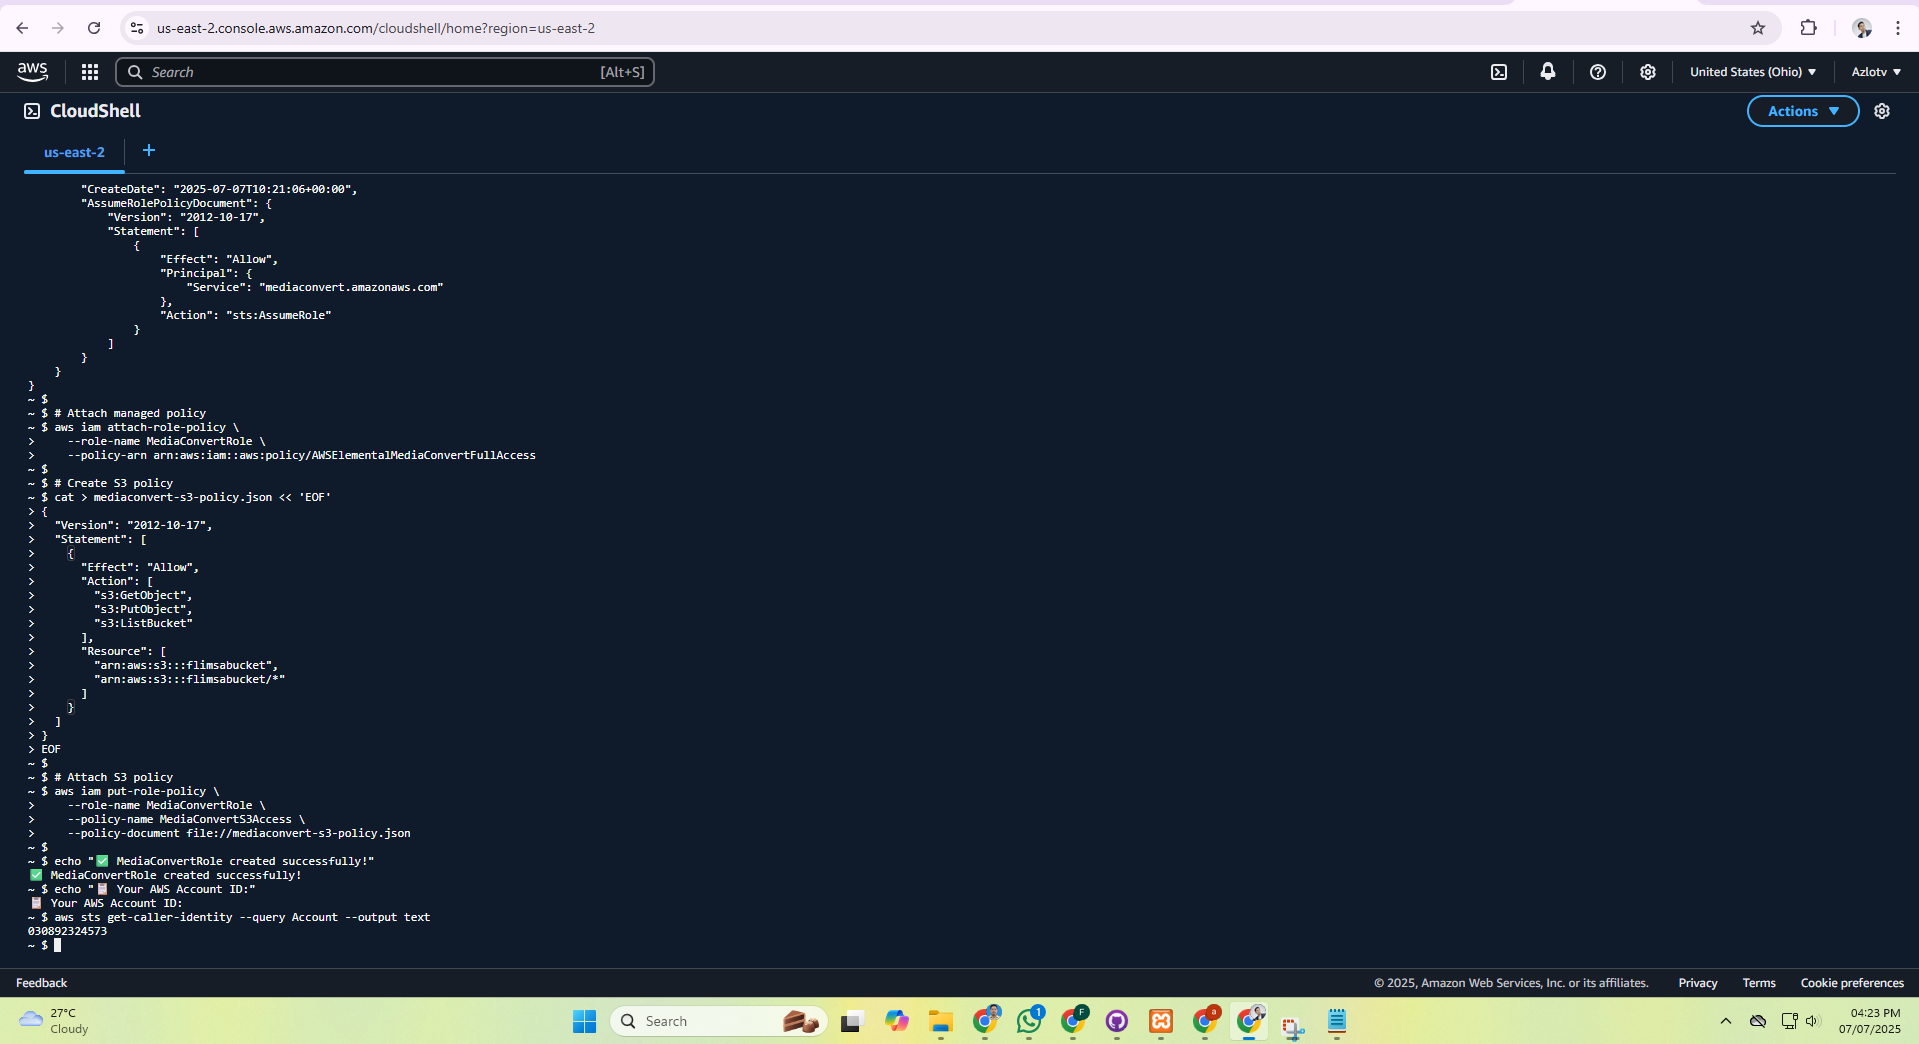 us-east-2.console.aws.amazon.com/cloudshell/home?region=us-east-2
aws
Search
[Alt+S]
United States (Ohio) ▼
Azlotv ▼
CloudShell
Actions ▼
us-east-2
+
"CreateDate": "2025-07-07T10:21:06+00:00",
"AssumeRolePolicyDocument": {
"Version": "2012-10-17",
"Statement": [
{
"Effect": "Allow",
"Principal": {
"Service": "mediaconvert.amazonaws.com"
},
"Action": "sts:AssumeRole"
}
]
}
}
}
~ $
~ $ # Attach managed policy
~ $ aws iam attach-role-policy \
>     --role-name MediaConvertRole \
>     --policy-arn arn:aws:iam::aws:policy/AWSElementalMediaConvertFullAccess
~ $
~ $ # Create S3 policy
~ $ cat > mediaconvert-s3-policy.json << 'EOF'
> {
>   "Version": "2012-10-17",
>   "Statement": [
>     {
>       "Effect": "Allow",
>       "Action": [
>         "s3:GetObject",
>         "s3:PutObject",
>         "s3:ListBucket"
>       ],
>       "Resource": [
>         "arn:aws:s3:::flimsabucket",
>         "arn:aws:s3:::flimsabucket/*"
>       ]
>     }
>   ]
> }
> EOF
~ $
~ $ # Attach S3 policy
~ $ aws iam put-role-policy \
>     --role-name MediaConvertRole \
>     --policy-name MediaConvertS3Access \
>     --policy-document file://mediaconvert-s3-policy.json
~ $
~ $ echo "✅ MediaConvertRole created successfully!"
✅ MediaConvertRole created successfully!
~ $ echo "📋 Your AWS Account ID:"
📋 Your AWS Account ID:
~ $ aws sts get-caller-identity --query Account --output text
030892324573
~ $
Feedback
© 2025, Amazon Web Services, Inc. or its affiliates.
Privacy
Terms
Cookie preferences
27°C
Cloudy
Search
1
F
a
04:23 PM
07/07/2025